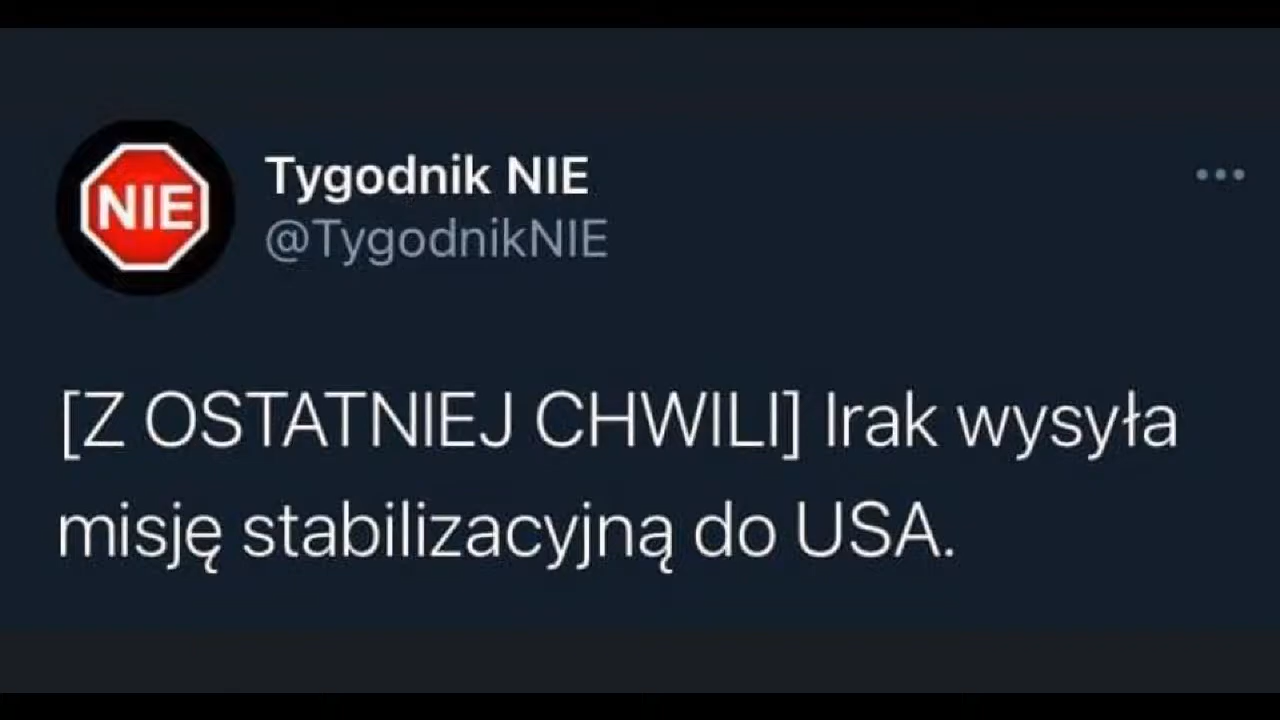 NIE
Tygodnik NIE
@TygodnikNIE
[Z OSTATNIEJ CHWILI] Irak wysyła
misję stabilizacyjną do USA.